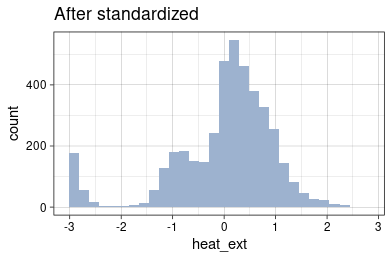 After standardized
count
400
200
0
-3 -2 -1 0 1 2 3
heat_ext